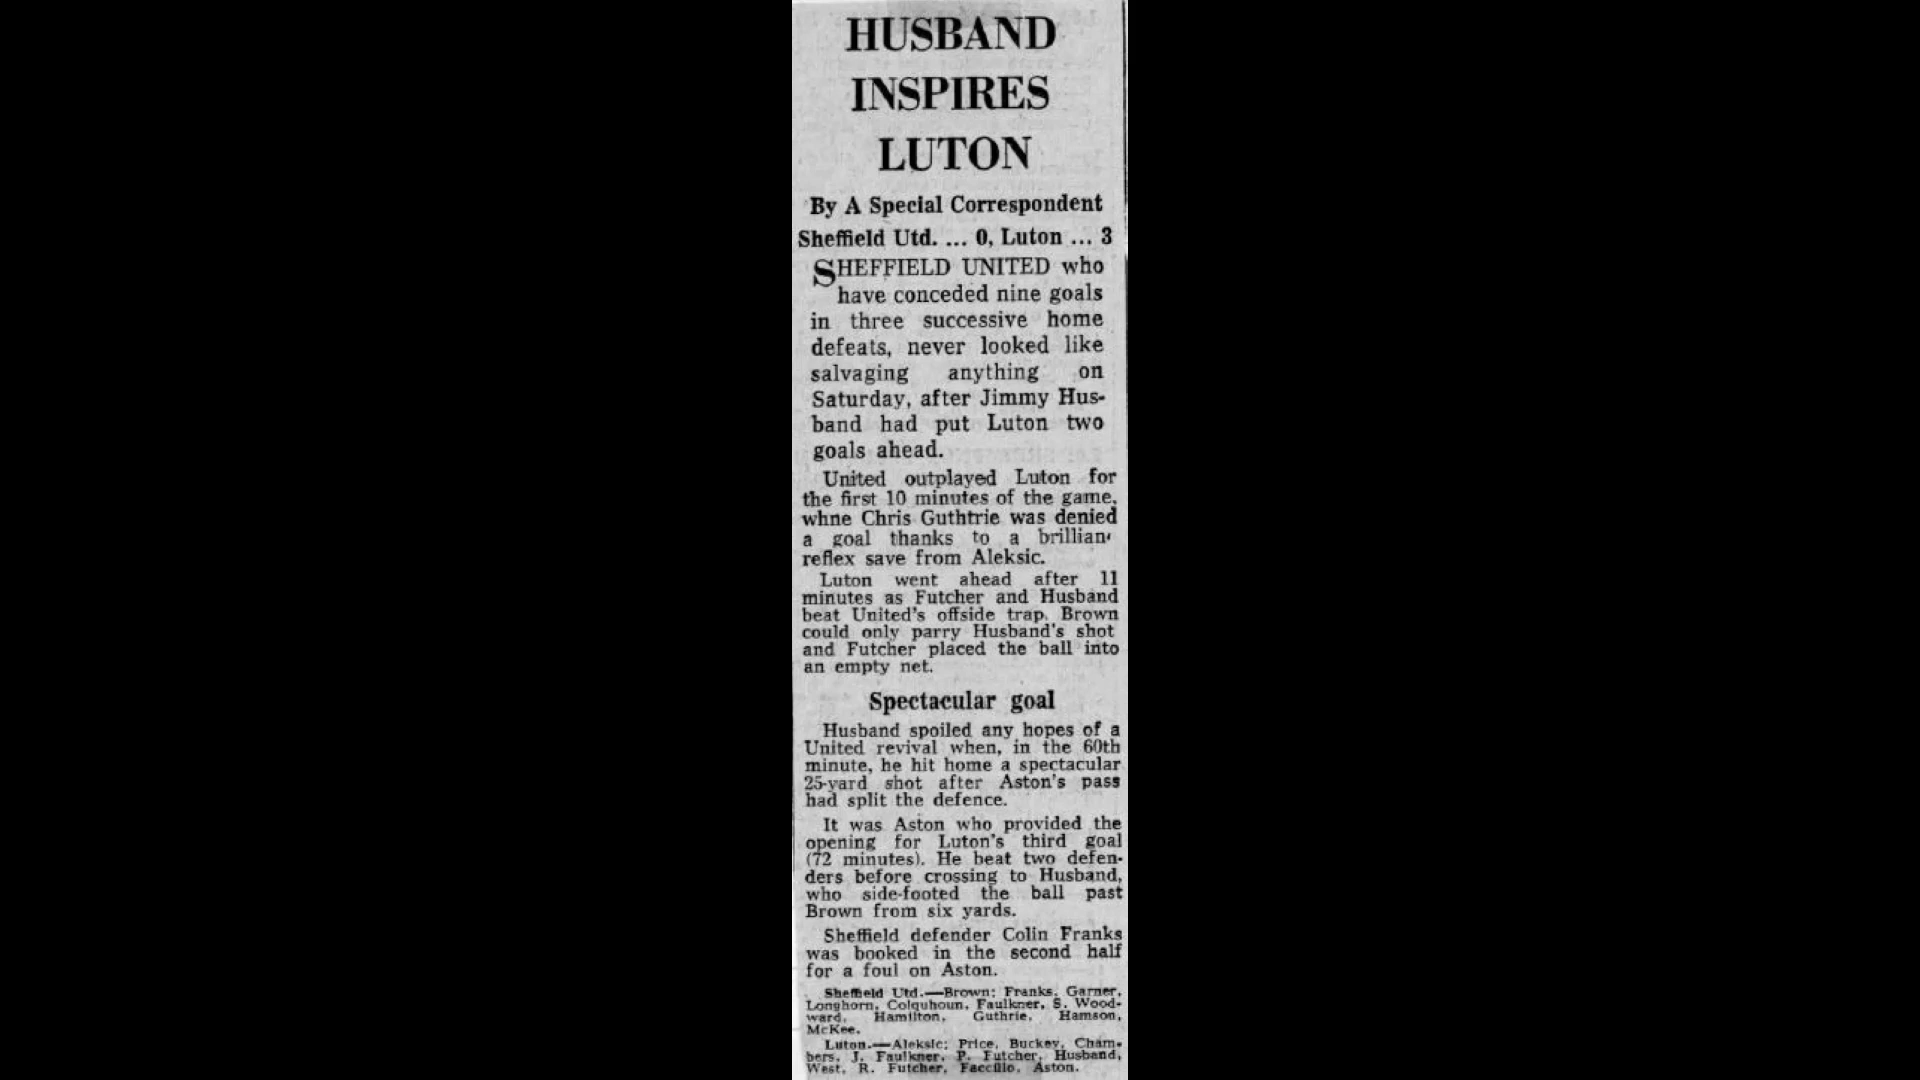 HUSBAND
INSPIRES
LUTON
By A Special Correspondent
Sheffield Utd. ... 0, Luton ... 3
SHEFFIELD UNITED who
have conceded nine goals
in three successive home
defeats, never looked like
salvaging anything on
Saturday, after Jimmy Hus-
band had put Luton two
goals ahead.
United outplayed Luton for
the first 10 minutes of the game,
whne Chris Guthtrie was denied
a goal thanks to a brillian
reflex save from Aleksic.
Luton went ahead after 11
minutes as Futcher and Husband
beat United's offside trap. Brown
could only parry Husband's shot
and Futcher placed the ball into
an empty net.
Spectacular goal
Husband spoiled any hopes of a
United revival when, in the 60th
minute, he hit home a spectacular
25-yard shot after Aston's pass
had split the defence.
It was Aston who provided the
opening for Luton's third goal
(72 minutes). He beat two defen-
ders before crossing to Husband,
who side-footed the ball past
Brown from six yards.
Sheffield defender Colin Franks
was booked in the second half
for a foul on Aston.
Sheffield Utd.—Brown; Franks, Garner,
Longhorn, Colquhoun, Faulkner, S. Wood-
ward, Hamilton, Guthrie, Hamson,
McKee.
Luton.—Aleksic; Price, Buckey, Cham-
bers, J. Faulkner, P. Futcher, Husband,
West, R. Futcher, Faccillo, Aston.